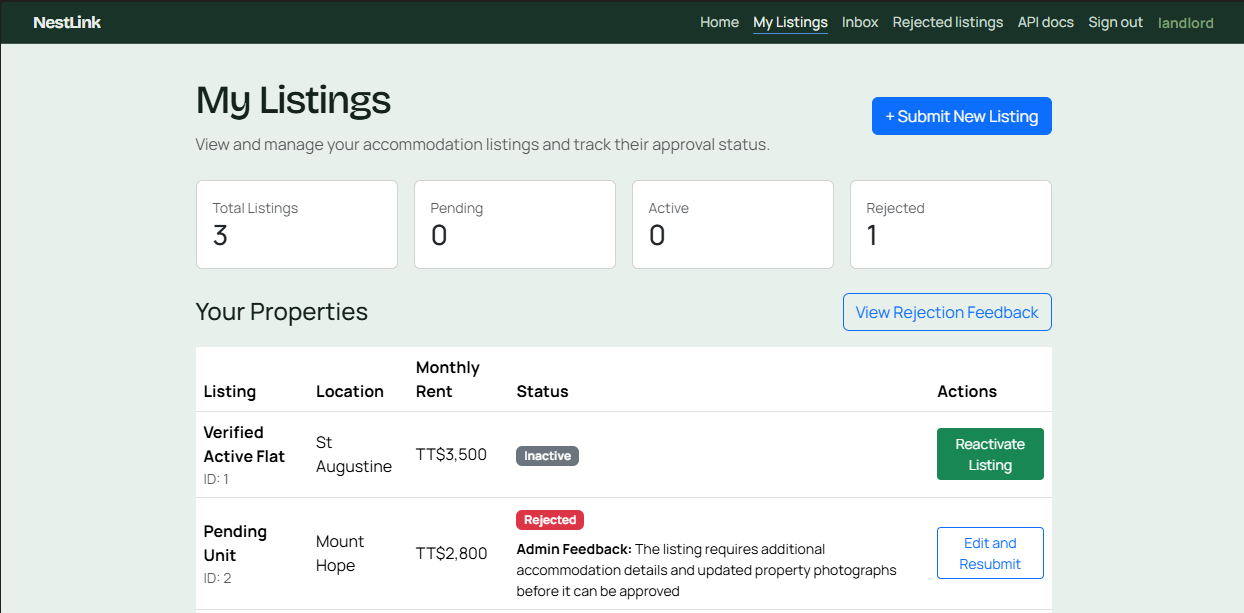 NestLink
Home My Listings Inbox Rejected listings API docs Sign out landlord
My Listings
+ Submit New Listing
View and manage your accommodation listings and track their approval status.
Total Listings
3
Pending
0
Active
0
Rejected
1
Your Properties
View Rejection Feedback
Listing
Location
Monthly
Rent
Status
Actions
Verified
Active Flat
ID: 1
St
Augustine
TT$3,500
Inactive
Reactivate
Listing
Pending
Unit
ID: 2
Mount
Hope
TT$2,800
Rejected
Admin Feedback: The listing requires additional
accommodation details and updated property photographs
before it can be approved
Edit and
Resubmit